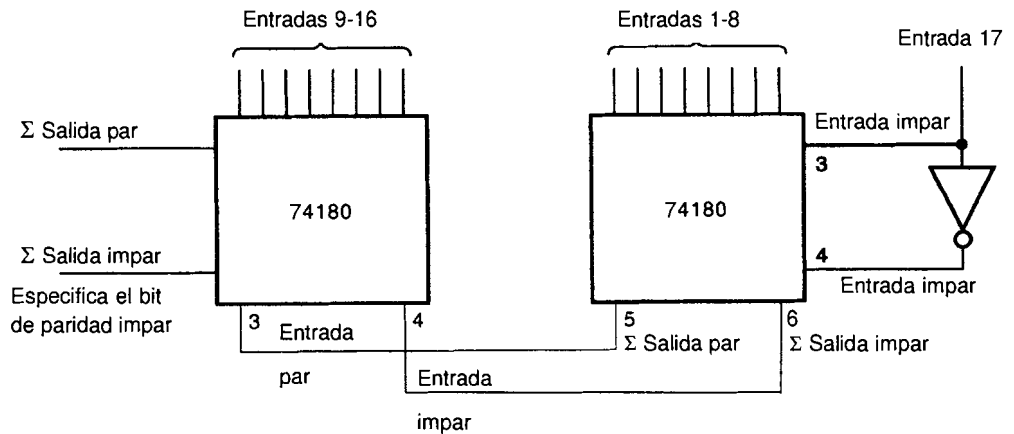 Entradas 9-16
Entradas 1-8
Entrada 17
Σ Salida par
Entrada impar
3
74180
74180
Σ Salida impar
4
Especifica el bit
de paridad impar
Entrada impar
3
Entrada
par
4
5
Σ Salida par
6
Σ Salida impar
Entrada
impar